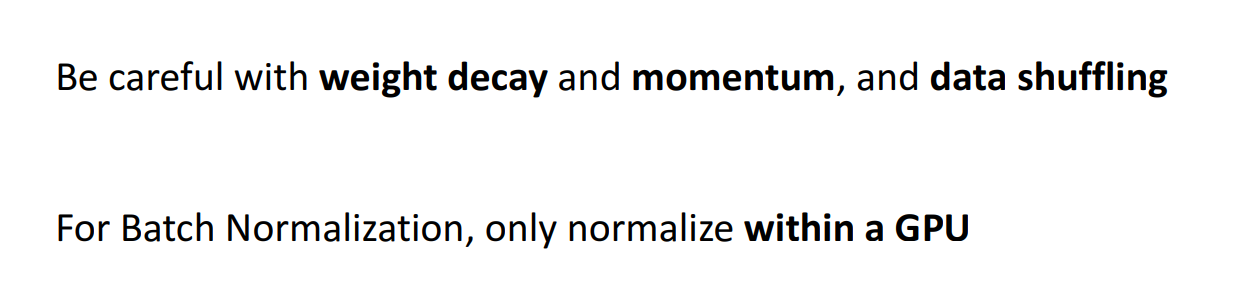 Be careful with weight decay and momentum, and data shuffling
For Batch Normalization, only normalize within a GPU